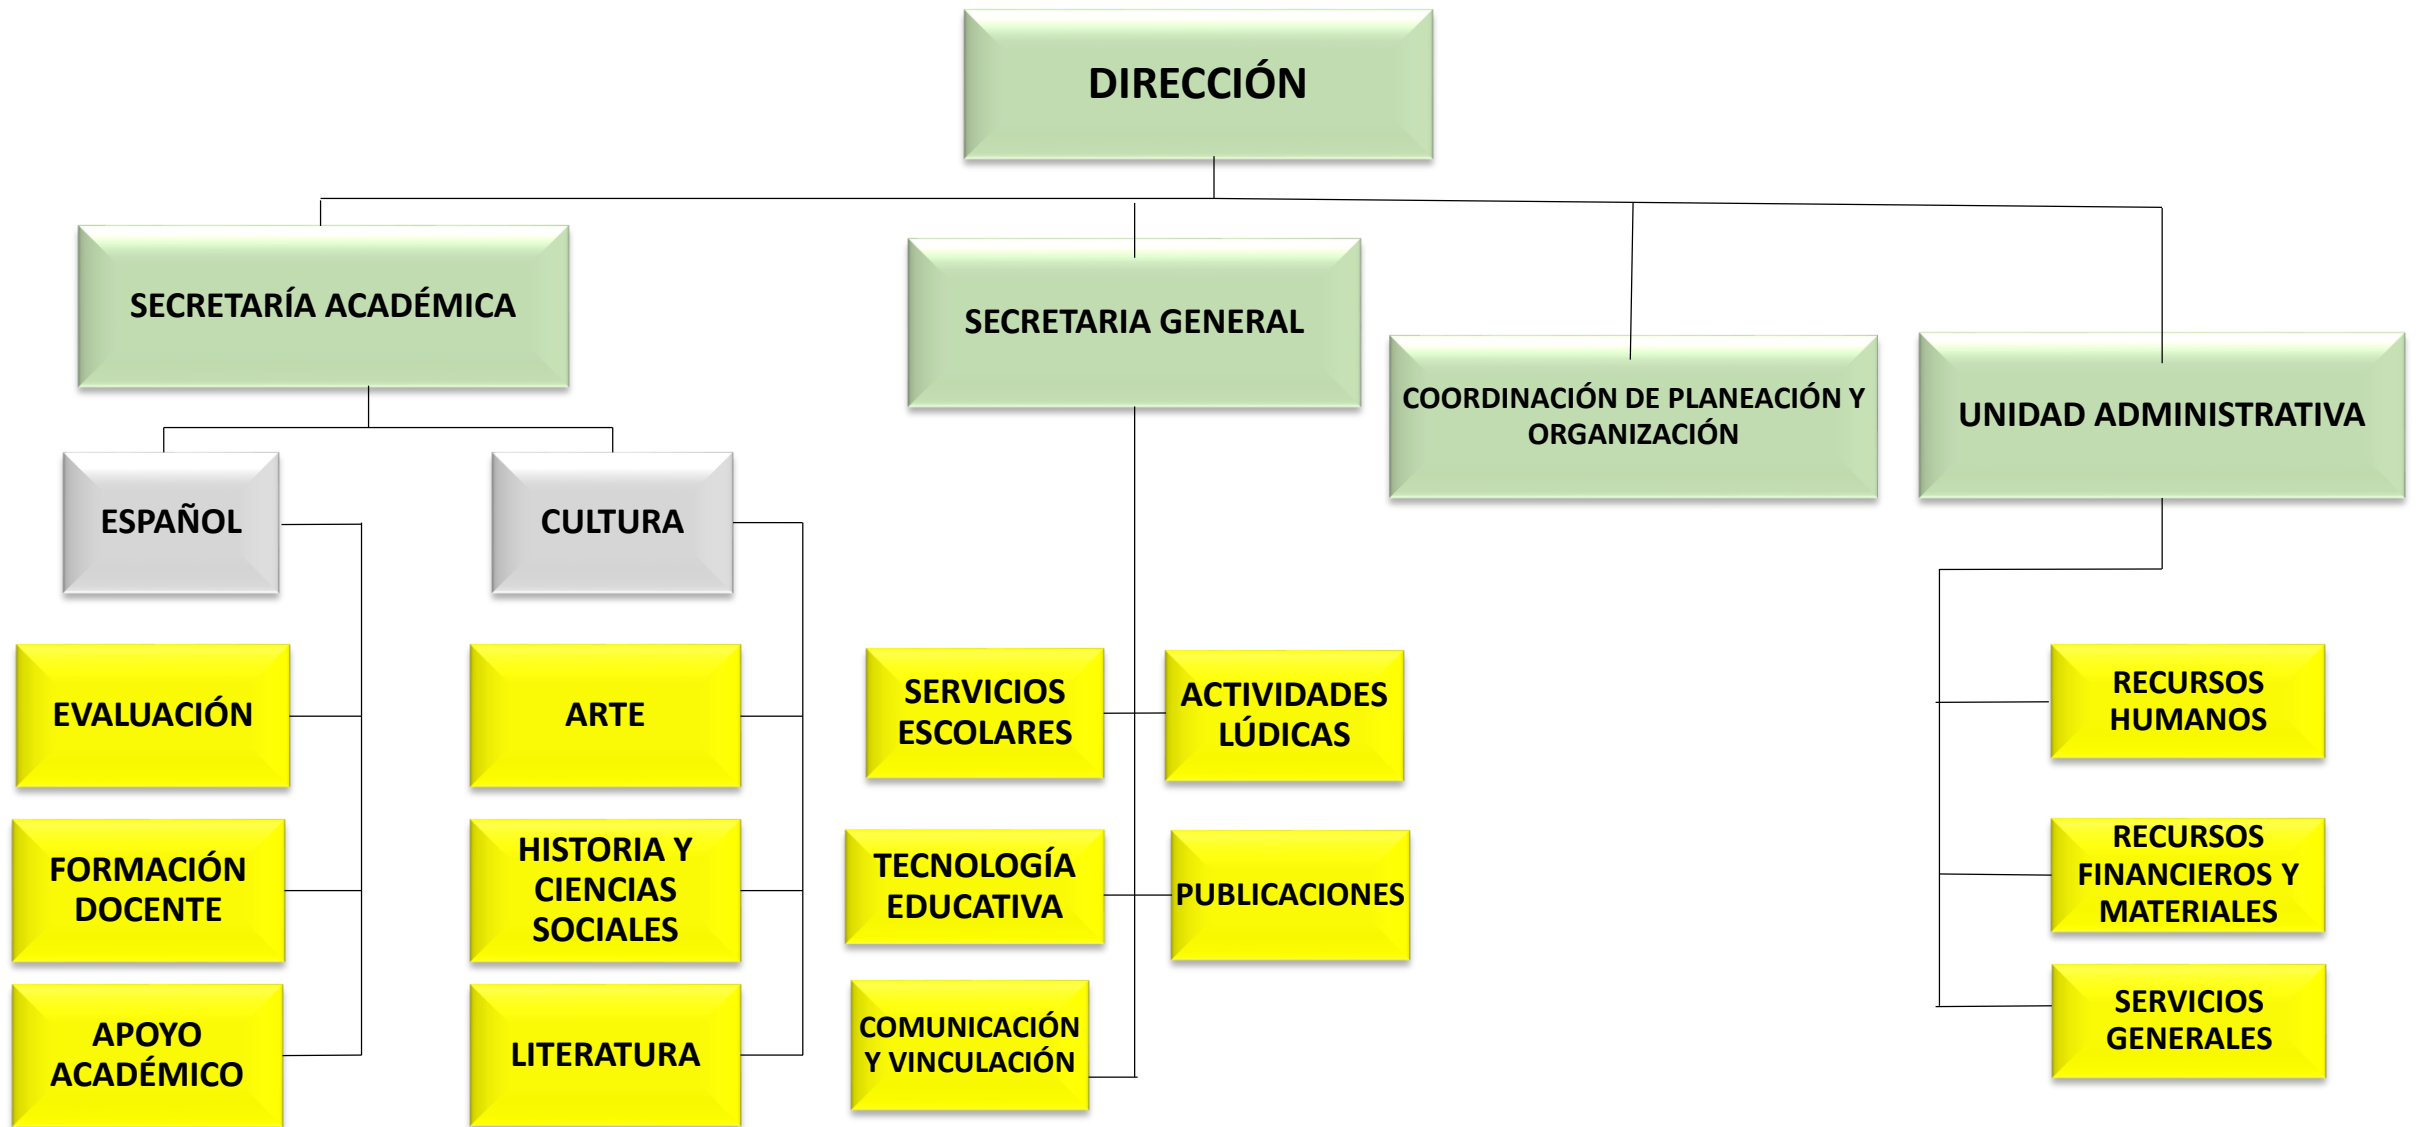 DIRECCIÓN
SECRETARÍA ACADÉMICA
SECRETARIA GENERAL
COORDINACIÓN DE PLANEACIÓN Y
ORGANIZACIÓN
UNIDAD ADMINISTRATIVA
ESPAÑOL
CULTURA
EVALUACIÓN
FORMACIÓN
DOCENTE
APOYO
ACADÉMICO
ARTE
HISTORIA Y
CIENCIAS
SOCIALES
LITERATURA
SERVICIOS
ESCOLARES
ACTIVIDADES
LÚDICAS
TECNOLOGÍA
EDUCATIVA
PUBLICACIONES
COMUNICACIÓN
Y VINCULACIÓN
RECURSOS
HUMANOS
RECURSOS
FINANCIEROS Y
MATERIALES
SERVICIOS
GENERALES